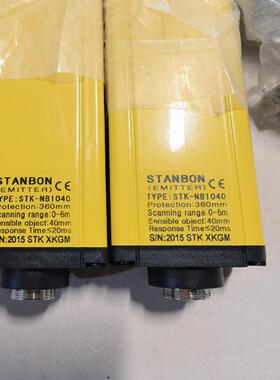 STANBON CE
(EMITTER)
TYPE: STK-NB1040
Protection:360mm
Scanning range:0-6m
Sensible object:40mm
Response Time≤20ms
S/N:2015 STK XKGM
STANBON CE
(EMITTER)
TYPE: STK-NB1040
Protection:360mm
Scanning range:0-6m
Sensible object:40mm
Response Time≤20ms
S/N:2015 STK XKGM